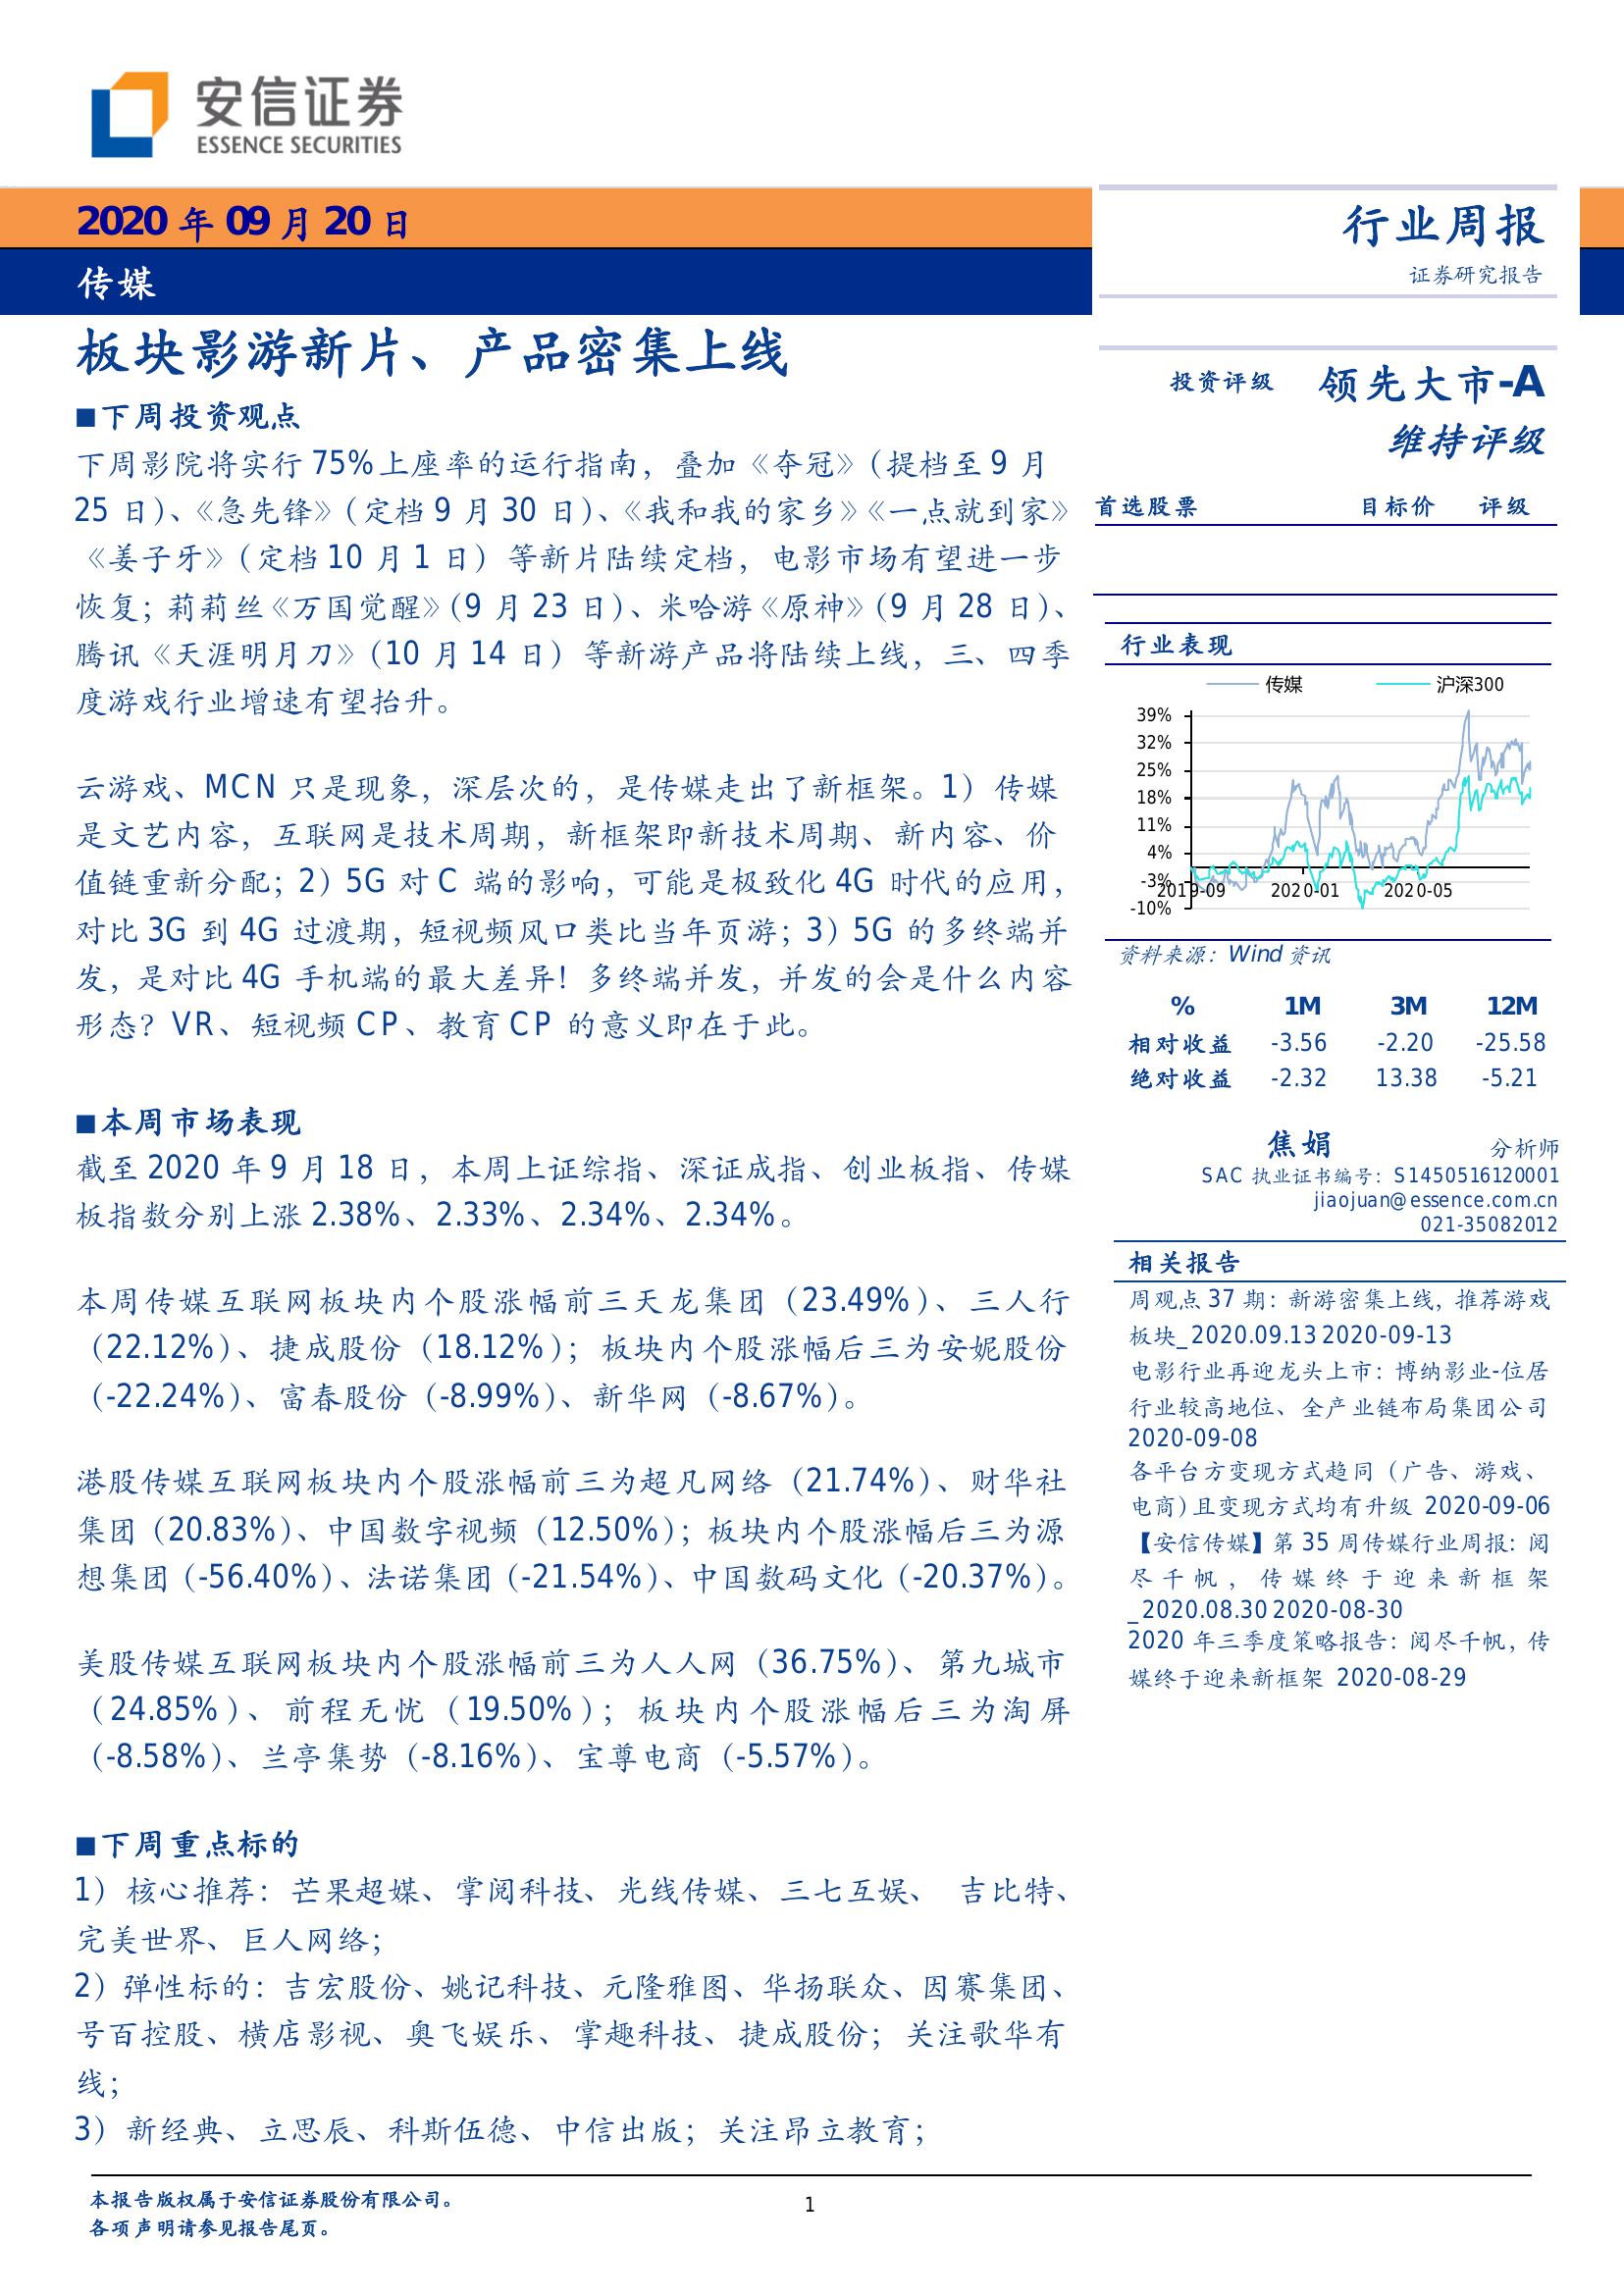 安信证券
ESSENCE SECURITIES
2020 年 09 月 20 日
传媒
板块影游新片、产品密集上线
■下周投资观点
下周影院将实行 75%上座率的运行指南，叠加《夺冠》（提档至 9 月
25 日）、《急先锋》（定档 9 月 30 日）、《我和我的家乡》《一点就到家》
《姜子牙》（定档 10 月 1 日）等新片陆续定档，电影市场有望进一步
恢复；莉莉丝《万国觉醒》（9 月 23 日）、米哈游《原神》（9 月 28 日）、
腾讯《天涯明月刀》（10 月 14 日）等新游产品将陆续上线，三、四季
度游戏行业增速有望抬升。
云游戏、MCN 只是现象，深层次的，是传媒走出了新框架。1）传媒
是文艺内容，互联网是技术周期，新框架即新技术周期、新内容、价
值链重新分配；2）5G 对 C 端的影响，可能是极致化 4G 时代的应用，
对比 3G 到 4G 过渡期，短视频风口类比当年页游；3）5G 的多终端并
发，是对比 4G 手机端的最大差异！多终端并发，并发的会是什么内容
形态？VR、短视频 CP、教育 CP 的意义即在于此。
■本周市场表现
截至 2020 年 9 月 18 日，本周上证综指、深证成指、创业板指、传媒
板指数分别上涨 2.38%、2.33%、2.34%、2.34%。
本周传媒互联网板块内个股涨幅前三天龙集团（23.49%）、三人行
（22.12%）、捷成股份（18.12%）；板块内个股涨幅后三为安妮股份
（-22.24%）、富春股份（-8.99%）、新华网（-8.67%）。
港股传媒互联网板块内个股涨幅前三为超凡网络（21.74%）、财华社
集团（20.83%）、中国数字视频（12.50%）；板块内个股涨幅后三为源
想集团（-56.40%）、法诺集团（-21.54%）、中国数码文化（-20.37%）。
美股传媒互联网板块内个股涨幅前三为人人网（36.75%）、第九城市
（24.85%）、前程无忧（19.50%）；板块内个股涨幅后三为淘屏
（-8.58%）、兰亭集势（-8.16%）、宝尊电商（-5.57%）。
■下周重点标的
1）核心推荐：芒果超媒、掌阅科技、光线传媒、三七互娱、 吉比特、
完美世界、巨人网络；
2）弹性标的：吉宏股份、姚记科技、元隆雅图、华扬联众、因赛集团、
号百控股、横店影视、奥飞娱乐、掌趣科技、捷成股份；关注歌华有
线；
3）新经典、立思辰、科斯伍德、中信出版；关注昂立教育；
行业周报
证券研究报告
投资评级 领先大市-A
维持评级
首选股票 目标价 评级
行业表现
传媒 沪深300
39%
32%
25%
18%
11%
4%
-3%
-10%
2019-09 2020-01 2020-05
资料来源：Wind 资讯
% 1M 3M 12M
相对收益 -3.56 -2.20 -25.58
绝对收益 -2.32 13.38 -5.21
焦娟 分析师
SAC 执业证书编号：S1450516120001
jiaojuan@essence.com.cn
021-35082012
相关报告
周观点 37 期：新游密集上线，推荐游戏
板块_2020.09.13 2020-09-13
电影行业再迎龙头上市：博纳影业-位居
行业较高地位、全产业链布局集团公司
2020-09-08
各平台方变现方式趋同（广告、游戏、
电商）且变现方式均有升级 2020-09-06
【安信传媒】第 35 周传媒行业周报：阅
尽千帆，传媒终于迎来新框架
_2020.08.30 2020-08-30
2020 年三季度策略报告：阅尽千帆，传
媒终于迎来新框架 2020-08-29
本报告版权属于安信证券股份有限公司。
各项声明请参见报告尾页。
1